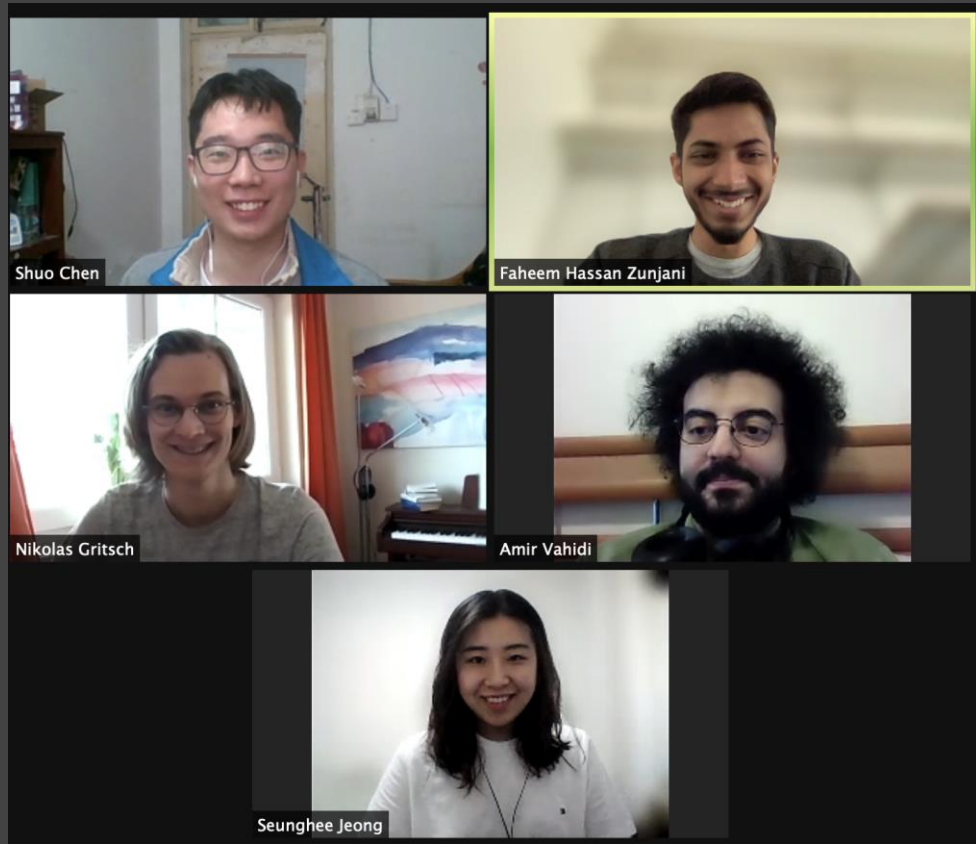 Shuo Chen
Faheem Hassan Zunjani
Nikolas Gritsch
Amir Vahidi
Seunghee Jeong